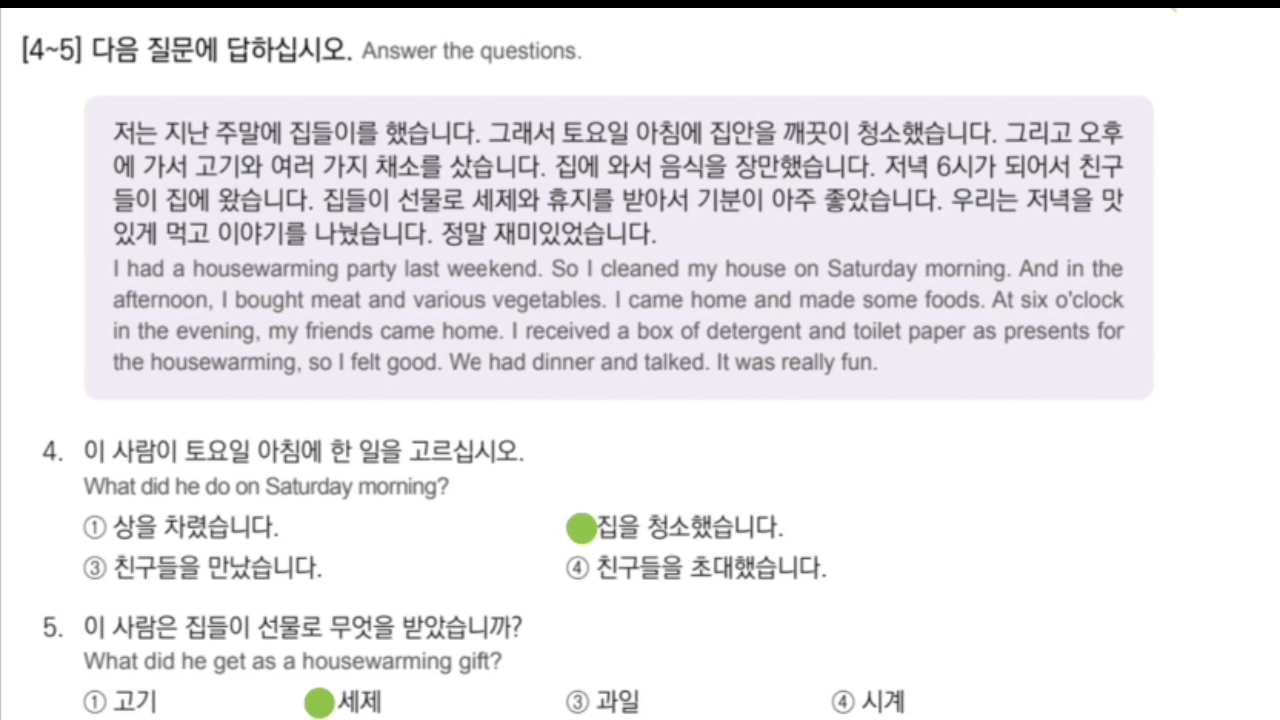 [4~5] 다음 질문에 답하십시오. Answer the questions.
저는 지난 주말에 집들이를 했습니다. 그래서 토요일 아침에 집안을 깨끗이 청소했습니다. 그리고 오후
에 가서 고기와 여러 가지 채소를 샀습니다. 집에 와서 음식을 장만했습니다. 저녁 6시가 되어서 친구
들이 집에 왔습니다. 집들이 선물로 세제와 휴지를 받아서 기분이 아주 좋았습니다. 우리는 저녁을 맛
있게 먹고 이야기를 나눴습니다. 정말 재미있었습니다.
I had a housewarming party last weekend. So I cleaned my house on Saturday morning. And in the
afternoon, I bought meat and various vegetables. I came home and made some foods. At six o'clock
in the evening, my friends came home. I received a box of detergent and toilet paper as presents for
the housewarming, so I felt good. We had dinner and talked. It was really fun.
4. 이 사람이 토요일 아침에 한 일을 고르십시오.
What did he do on Saturday morning?
① 상을 차렸습니다. 집을 청소했습니다.
③ 친구들을 만났습니다. ④ 친구들을 초대했습니다.
5. 이 사람은 집들이 선물로 무엇을 받았습니까?
What did he get as a housewarming gift?
① 고기 세제 ③ 과일 ④ 시계